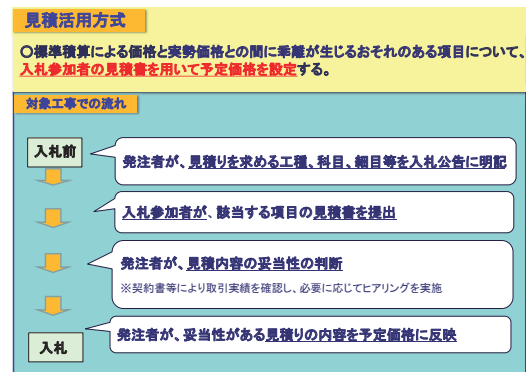 見積活用方式
〇標準積算による価格と実勢価格との間に乖離が生じるおそれのある項目について、
入札参加者の見積書を用いて予定価格を設定する。
対象工事での流れ
入札前
発注者が、見積りを求める工種、科目、細目等を入札公告に明記
入札参加者が、該当する項目の見積書を提出
発注者が、見積内容の妥当性の判断
※契約書等により取引実績を確認し、必要に応じてヒアリングを実施
発注者が、妥当性がある見積りの内容を予定価格に反映
入札